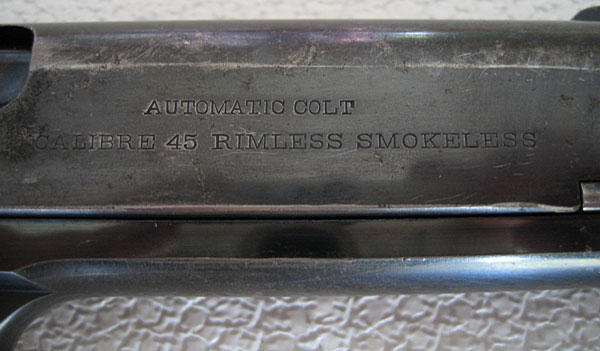 AUTOMATIC COLT
CALIBRE 45 RIMLESS SMOKELESS